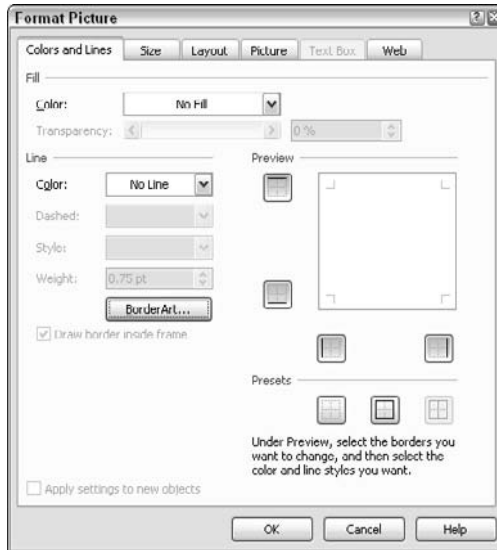 Format Picture
Colors and Lines
Size
Layout
Picture
Text Box
Web
Fill
Color:
No Fill
Transparency:
0 %
Line
Preview
Color:
No Line
Dashed:
Style:
Weight:
0.75 pt
BorderArt...
Draw border inside frame
Presets
Under Preview, select the borders you
want to change, and then select the
color and line styles you want.
Apply settings to new objects
OK
Cancel
Help